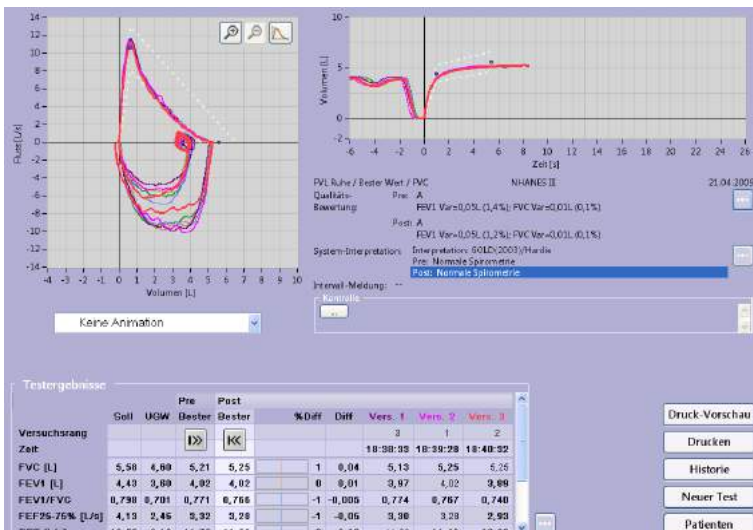 14
12
10
8
6
4
2
0
-2
-4
-6
-8
-10
-12
-14
Fluss [L/s]
-4 -3 -2 -1 0 1 2 3 4 5 6 7 8 9 10
Volumen [L]
10
5
0
-2
Volumen [L]
-6 -4 -2 0 2 4 6 8 10 12 14 16 18 20 22 24 26
Zeit [s]
FVL Ruhe / Bester Wert / FVC NHANES III 21.04.2009
Qualitäts- Pre: A
Bewertung FEV1 Var=0,05L (1,4%); FVC Var=0,01L (0,1%)
Post: A
FEV1 Var=0,05L (1,2%); FVC Var=0,01L (0,1%)
System-Interpretation: Interpretation: GOLD(2003)/Hardie
Pre: Normale Spirometrie
Post: Normale Spirometrie
Intervall-Meldung: --
Kontrolle
...
Keine Animation
Testergebnisse
Pre Post
Soll UGW Bester Bester %Diff Diff Vers. 1 Vers. 2 Vers. 3
Versuchsrang 3 1 2
Zeit 18:38:33 18:39:28 18:40:32
FVC [L] 5,58 4,60 5,21 5,25 1 0,04 5,13 5,25 5,25
FEV1 [L] 4,43 3,60 4,02 4,02 0 0,01 3,97 4,02 3,89
FEV1/FVC 0,798 0,701 0,771 0,766 -1 -0,005 0,774 0,767 0,740
FEF25-75% [L/s] 4,13 2,46 3,32 3,28 -1 -0,06 3,30 3,28 2,93
Druck-Vorschau
Drucken
Historie
Neuer Test
Patienten